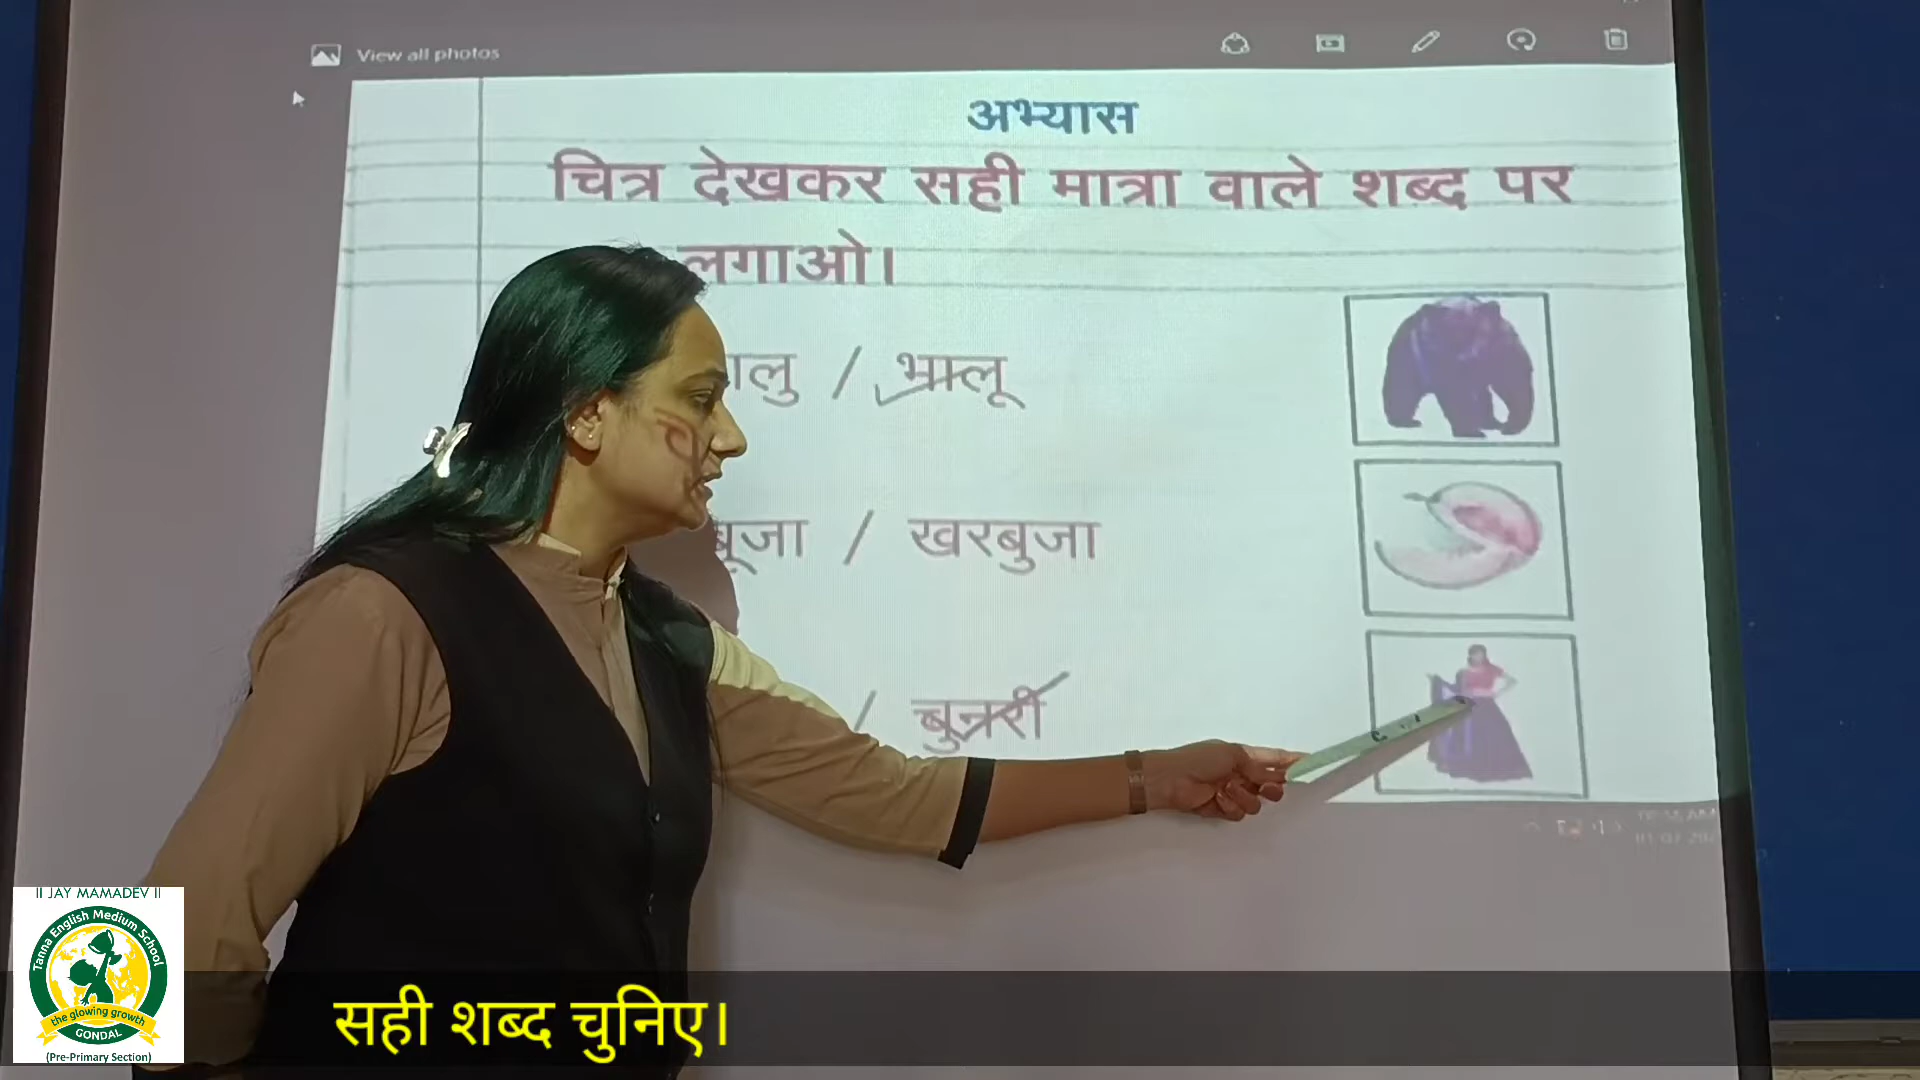 View all photos
अभ्यास
चित्र देखकर सही मात्रा वाले शब्द पर
लगाओ।
ालु / भालू
बूजा / खरबुजा
/ चुनरी
II JAY MAMADEV II
Tanna English Medium School
the glowing growth
GONDAL
(Pre-Primary Section)
सही शब्द चुनिए।